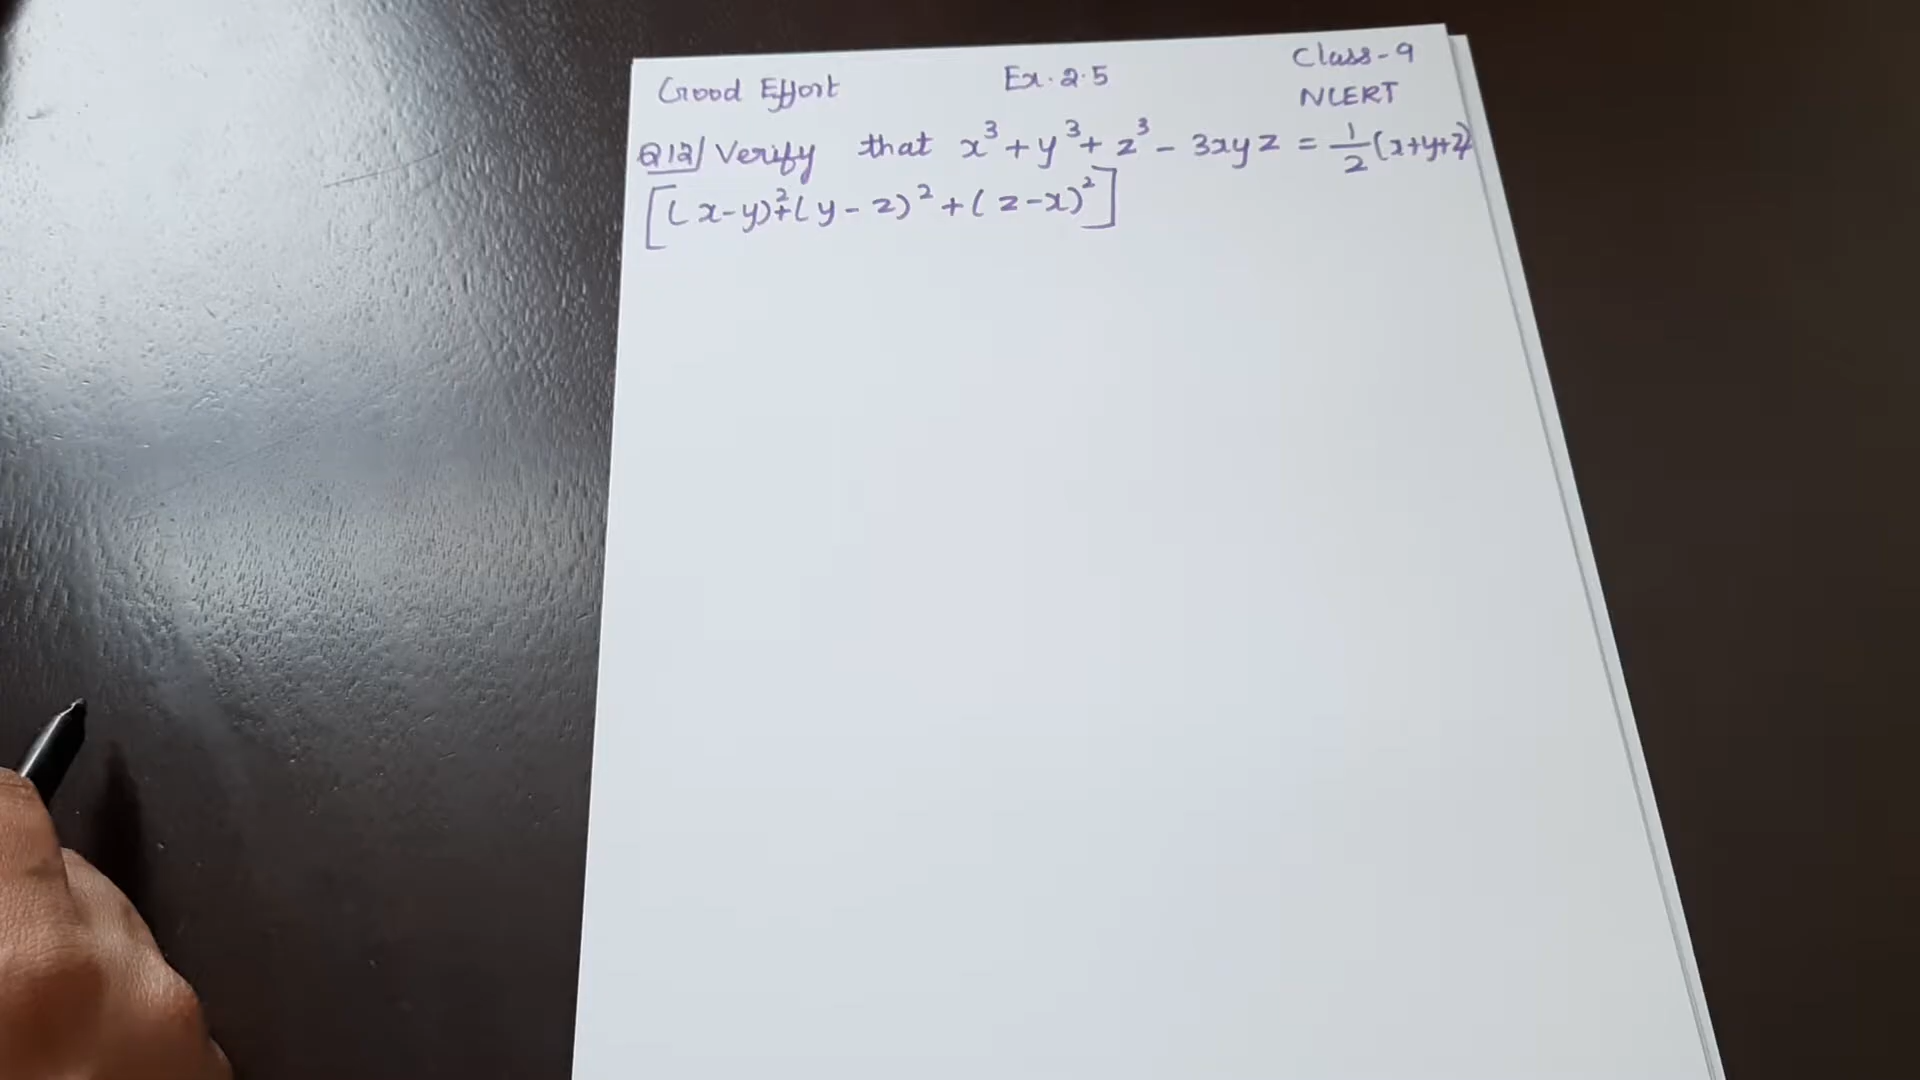 Good Effort Ex. 2.5 Class-9
NCERT
Q12/ Verify that x³ + y³ + z³ - 3xyz = 1/2 (x+y+z)
[(x-y)²+(y-z)²+(z-x)²]